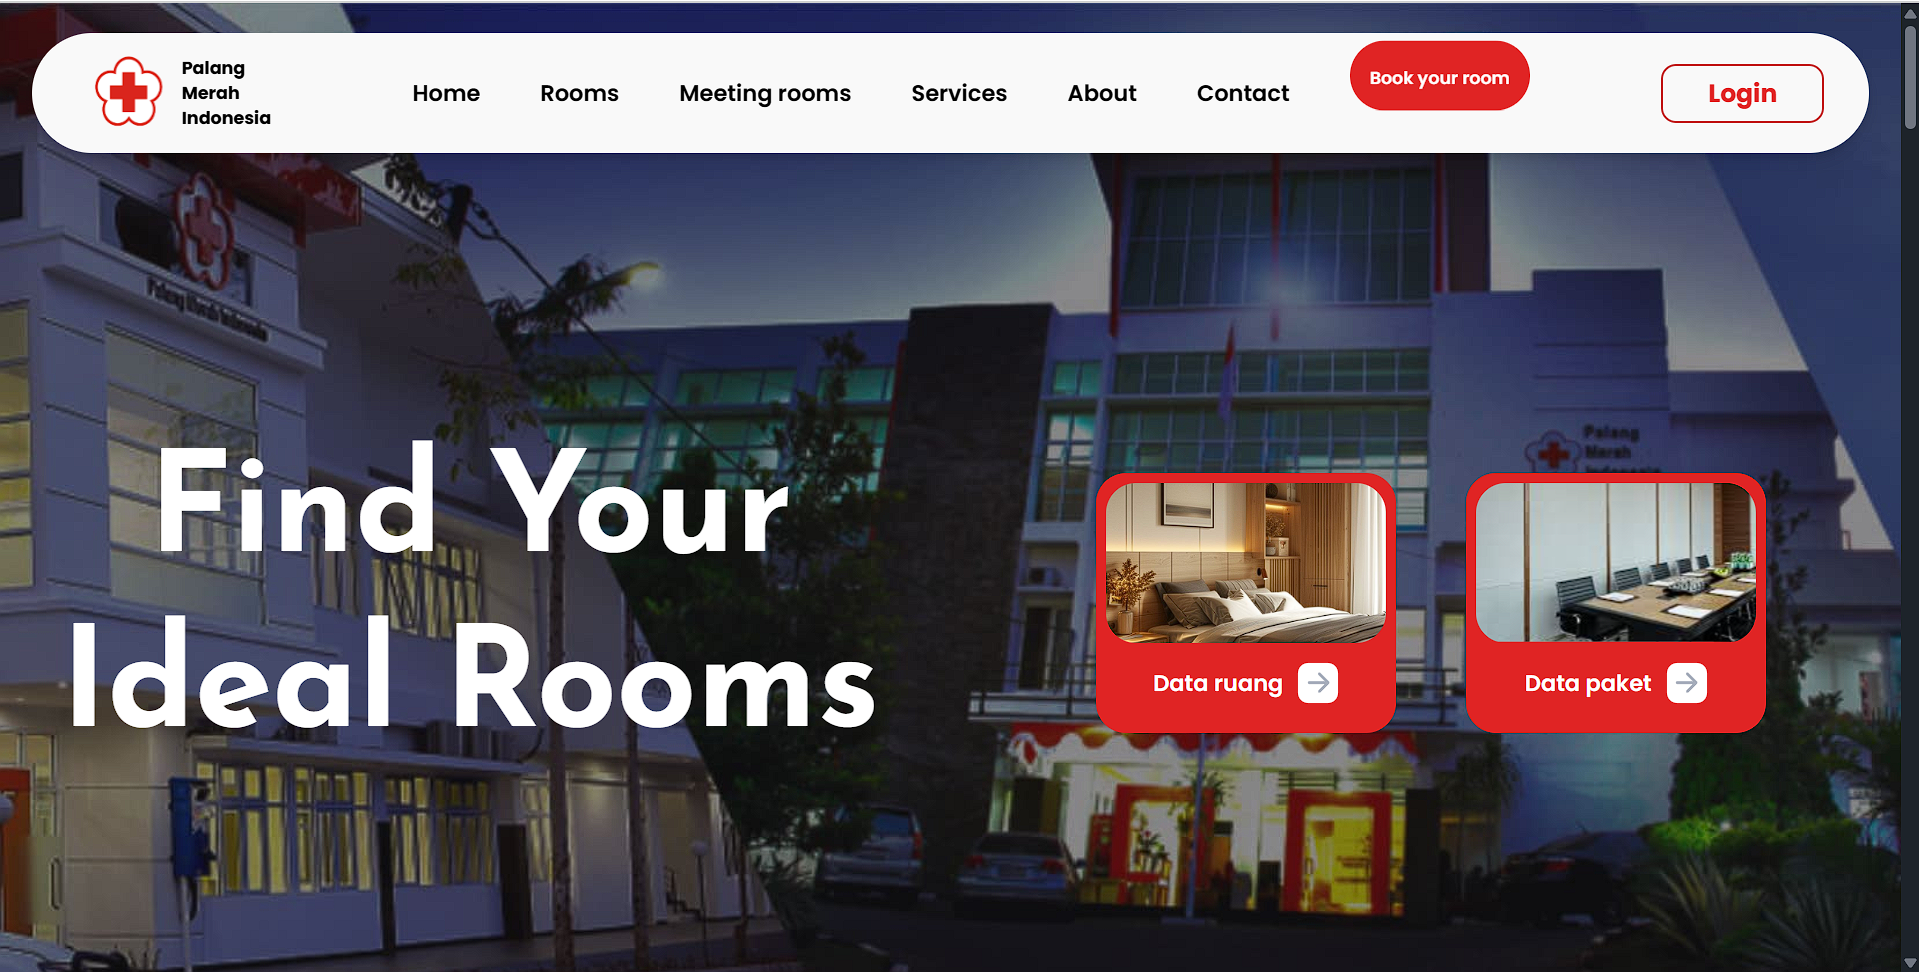 Palang
Merah
Indonesia
Home
Rooms
Meeting rooms
Services
About
Contact
Book your room
Login
Palang Merah Indonesia
Palang
Merah
Indonesia
Find Your
Ideal Rooms
Data ruang
Data paket